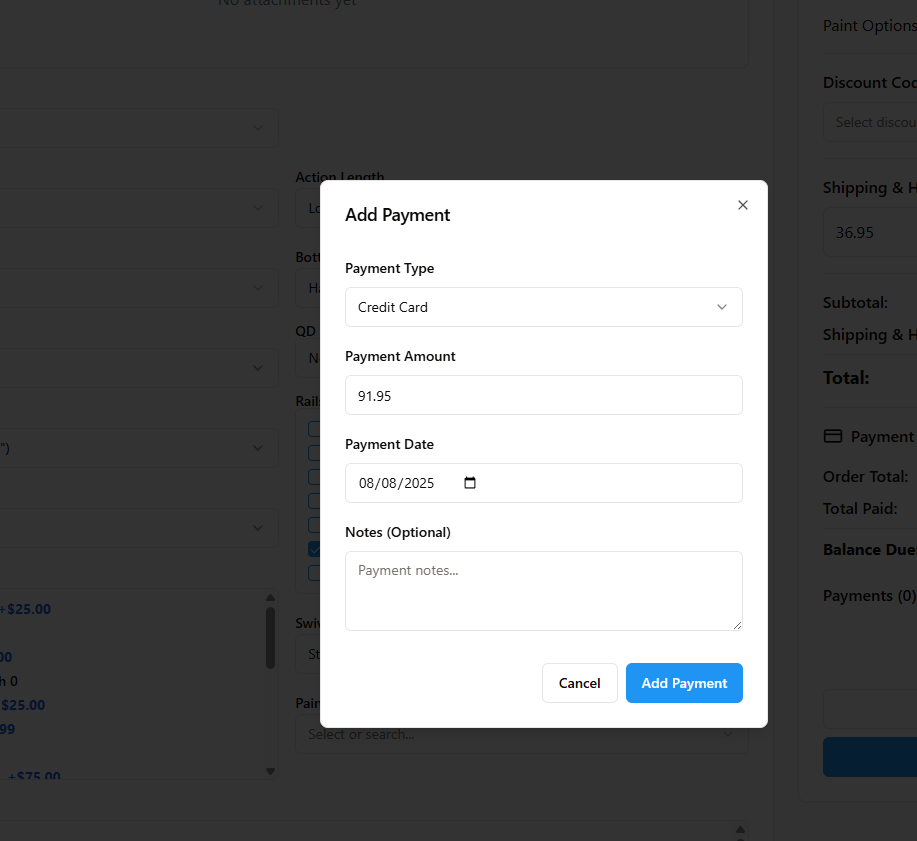 No attachments yet
Paint Options
Discount Cod
Select discou
Action Length
Lo
Shipping & H
36.95
Add Payment
Payment Type
Credit Card
Payment Amount
91.95
Payment Date
08/08/2025
Notes (Optional)
Payment notes...
Cancel
Add Payment
Bott
Ha
QD
N
Rails
")
+$25.00
00
h 0
$25.00
99
+$75.00
Swiv
St
Pain
Select or search...
Subtotal:
Shipping & H
Total:
Payment
Order Total:
Total Paid:
Balance Due:
Payments (0)